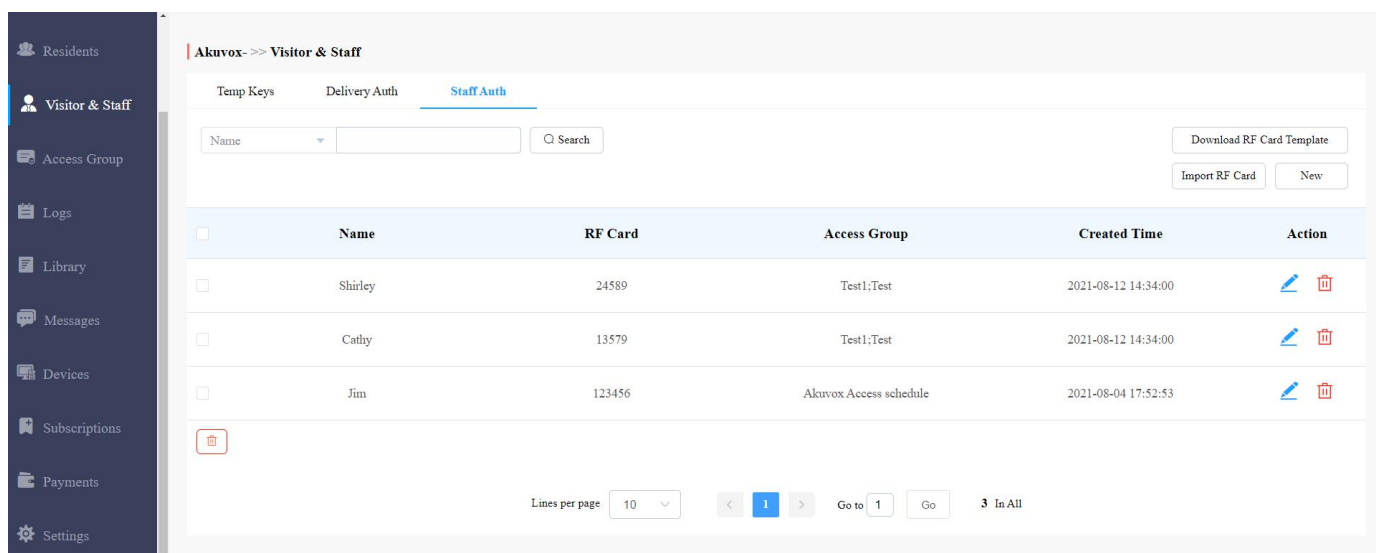 Residents
Visitor & Staff
Access Group
Logs
Library
Messages
Devices
Subscriptions
Payments
Settings
Akuvox- >> Visitor & Staff
Temp Keys Delivery Auth Staff Auth
Name Search Download RF Card Template
Import RF Card New
Name RF Card Access Group Created Time Action
Shirley 24589 Test1;Test 2021-08-12 14:34:00
Cathy 13579 Test1;Test 2021-08-12 14:34:00
Jim 123456 Akuvox Access schedule 2021-08-04 17:52:53
Lines per page 10 < 1 > Go to 1 Go 3 In All